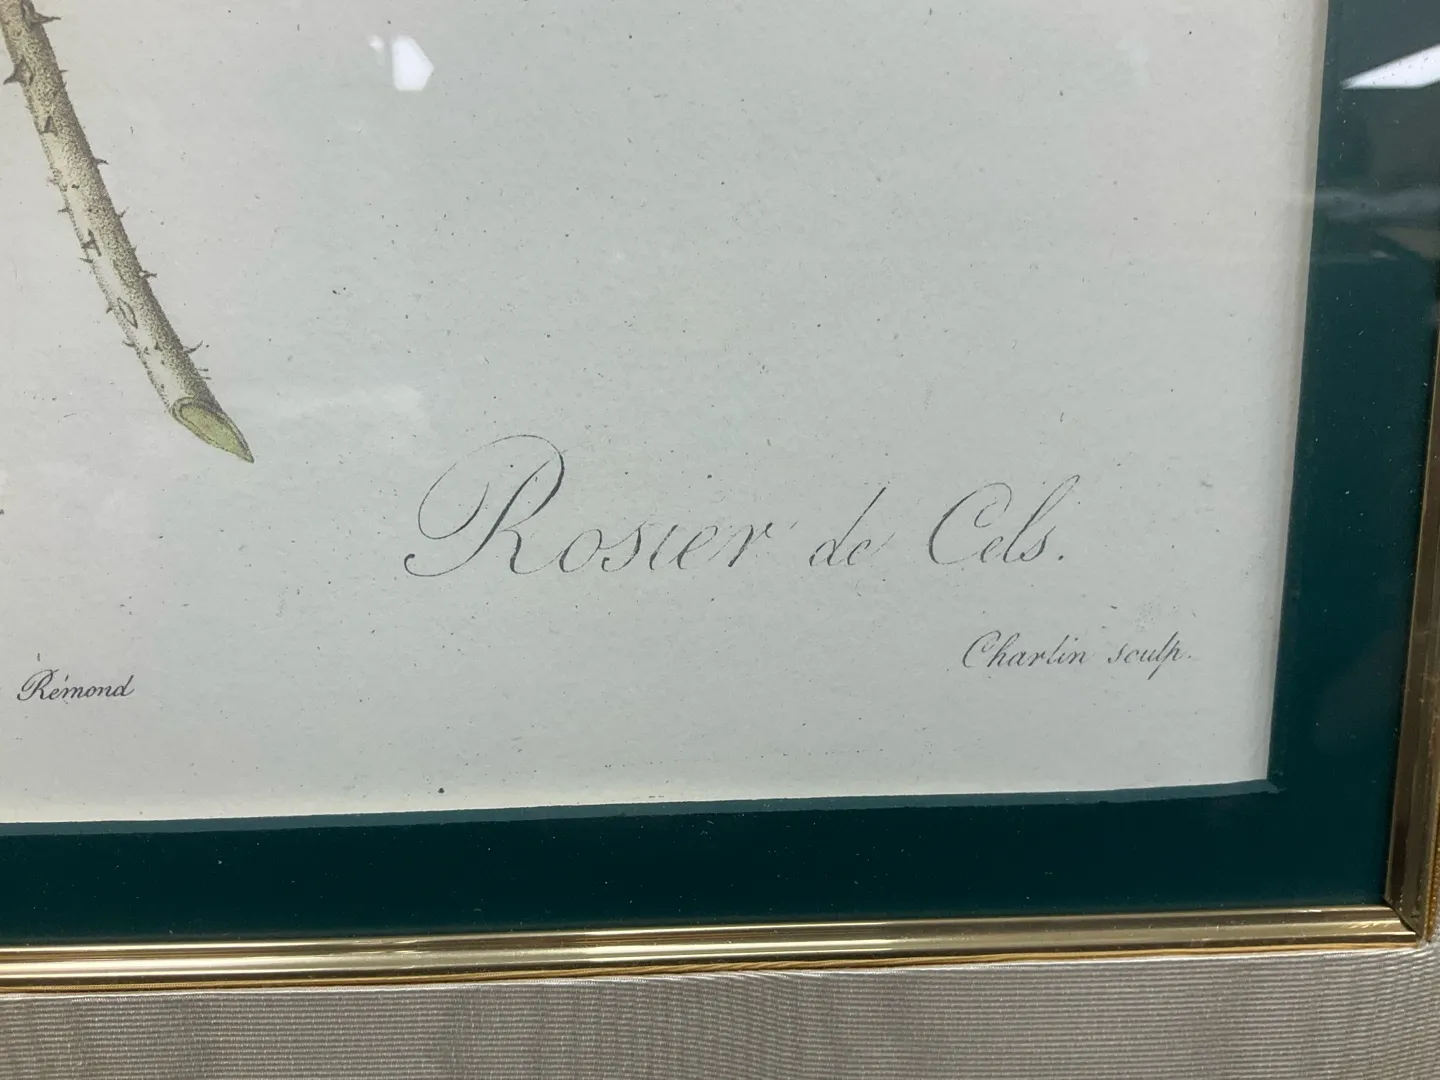 Rosier de Cels.
Charlin sculp.
Rémond